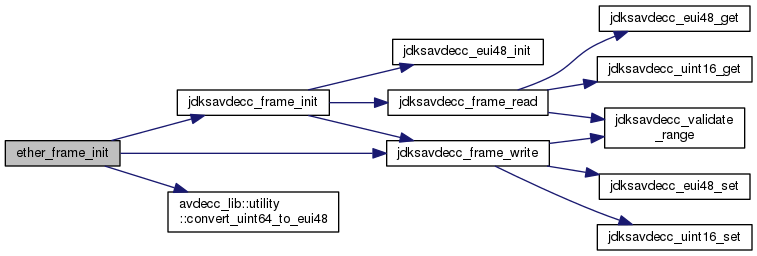 ether_frame_init
jdksavdecc_frame_init
avdecc_lib::utility
::convert_uint64_to_eui48
jdksavdecc_eui48_init
jdksavdecc_frame_read
jdksavdecc_frame_write
jdksavdecc_eui48_get
jdksavdecc_uint16_get
jdksavdecc_validate
_range
jdksavdecc_eui48_set
jdksavdecc_uint16_set